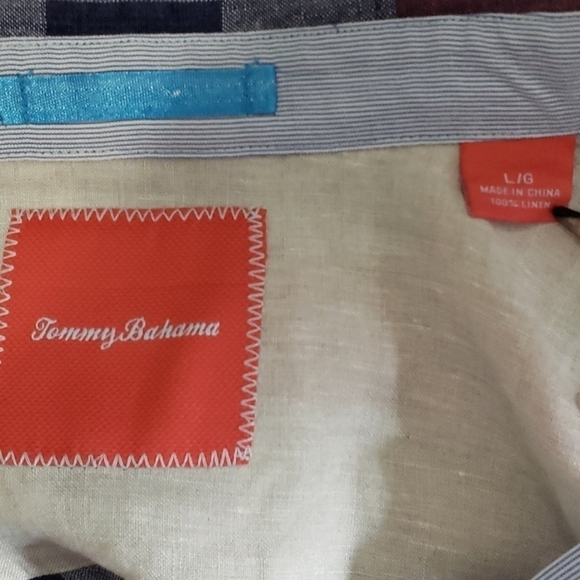 L/G
MADE IN CHINA
100% LINEN
Tommy Bahama